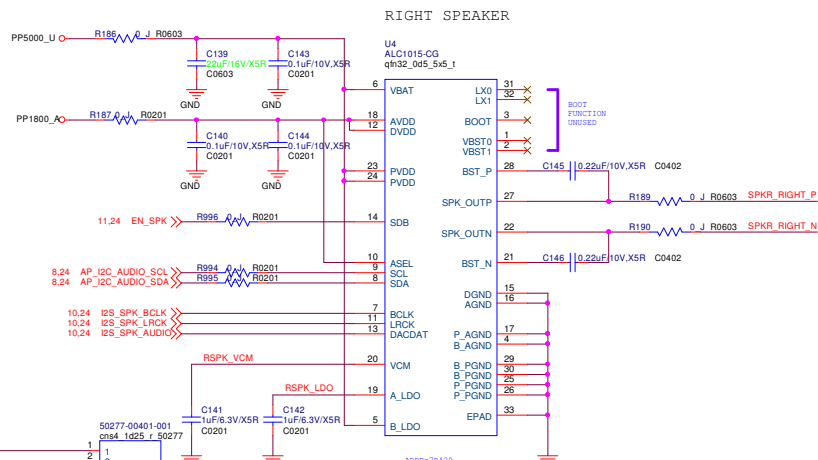 RIGHT SPEAKER
PP5000_U
R186 0_J R0603
C139
22uF/16V/X5R
C0603
GND
C143
0.1uF/10V,X5R
C0201
GND
U4
ALC1015-CG
qfn32_0d5_5x5_t
PP1800_A
R187 0_J R0201
C140
0.1uF/10V,X5R
C0201
GND
C144
0.1uF/10V,X5R
C0201
GND
6 VBAT
18 AVDD
12 DVDD
23 PVDD
24 PVDD
11,24 EN_SPK R996 0_J R0201 14 SDB
10 ASEL
8,24 AP_I2C_AUDIO_SCL R994 0_J R0201 9 SCL
8,24 AP_I2C_AUDIO_SDA R995 0_J R0201 8 SDA
10,24 I2S_SPK_BCLK 7 BCLK
10,24 I2S_SPK_LRCK 11 LRCK
10,24 I2S_SPK_AUDIO 13 DACDAT
RSPK_VCM 20 VCM
RSPK_LDO 19 A_LDO
5 B_LDO
C141
1uF/6.3V/X5R
C0201
C142
1uF/6.3V/X5R
C0201
LX0 31
LX1 32
BOOT 3
VBST0 1
VBST1 2
BOOT
FUNCTION
UNUSED
BST_P 28 C145 0.22uF/10V,X5R C0402
SPK_OUTP 27 R189 0_J R0603 SPKR_RIGHT_P
SPK_OUTN 22 R190 0_J R0603 SPKR_RIGHT_N
BST_N 21 C146 0.22uF/10V,X5R C0402
DGND 15
AGND 16
P_AGND 17
B_AGND 4
B_PGND 29
B_PGND 30
P_PGND 25
P_PGND 26
EPAD 33
50277-00401-001
cns4_1d25_r_50277
1 1
2